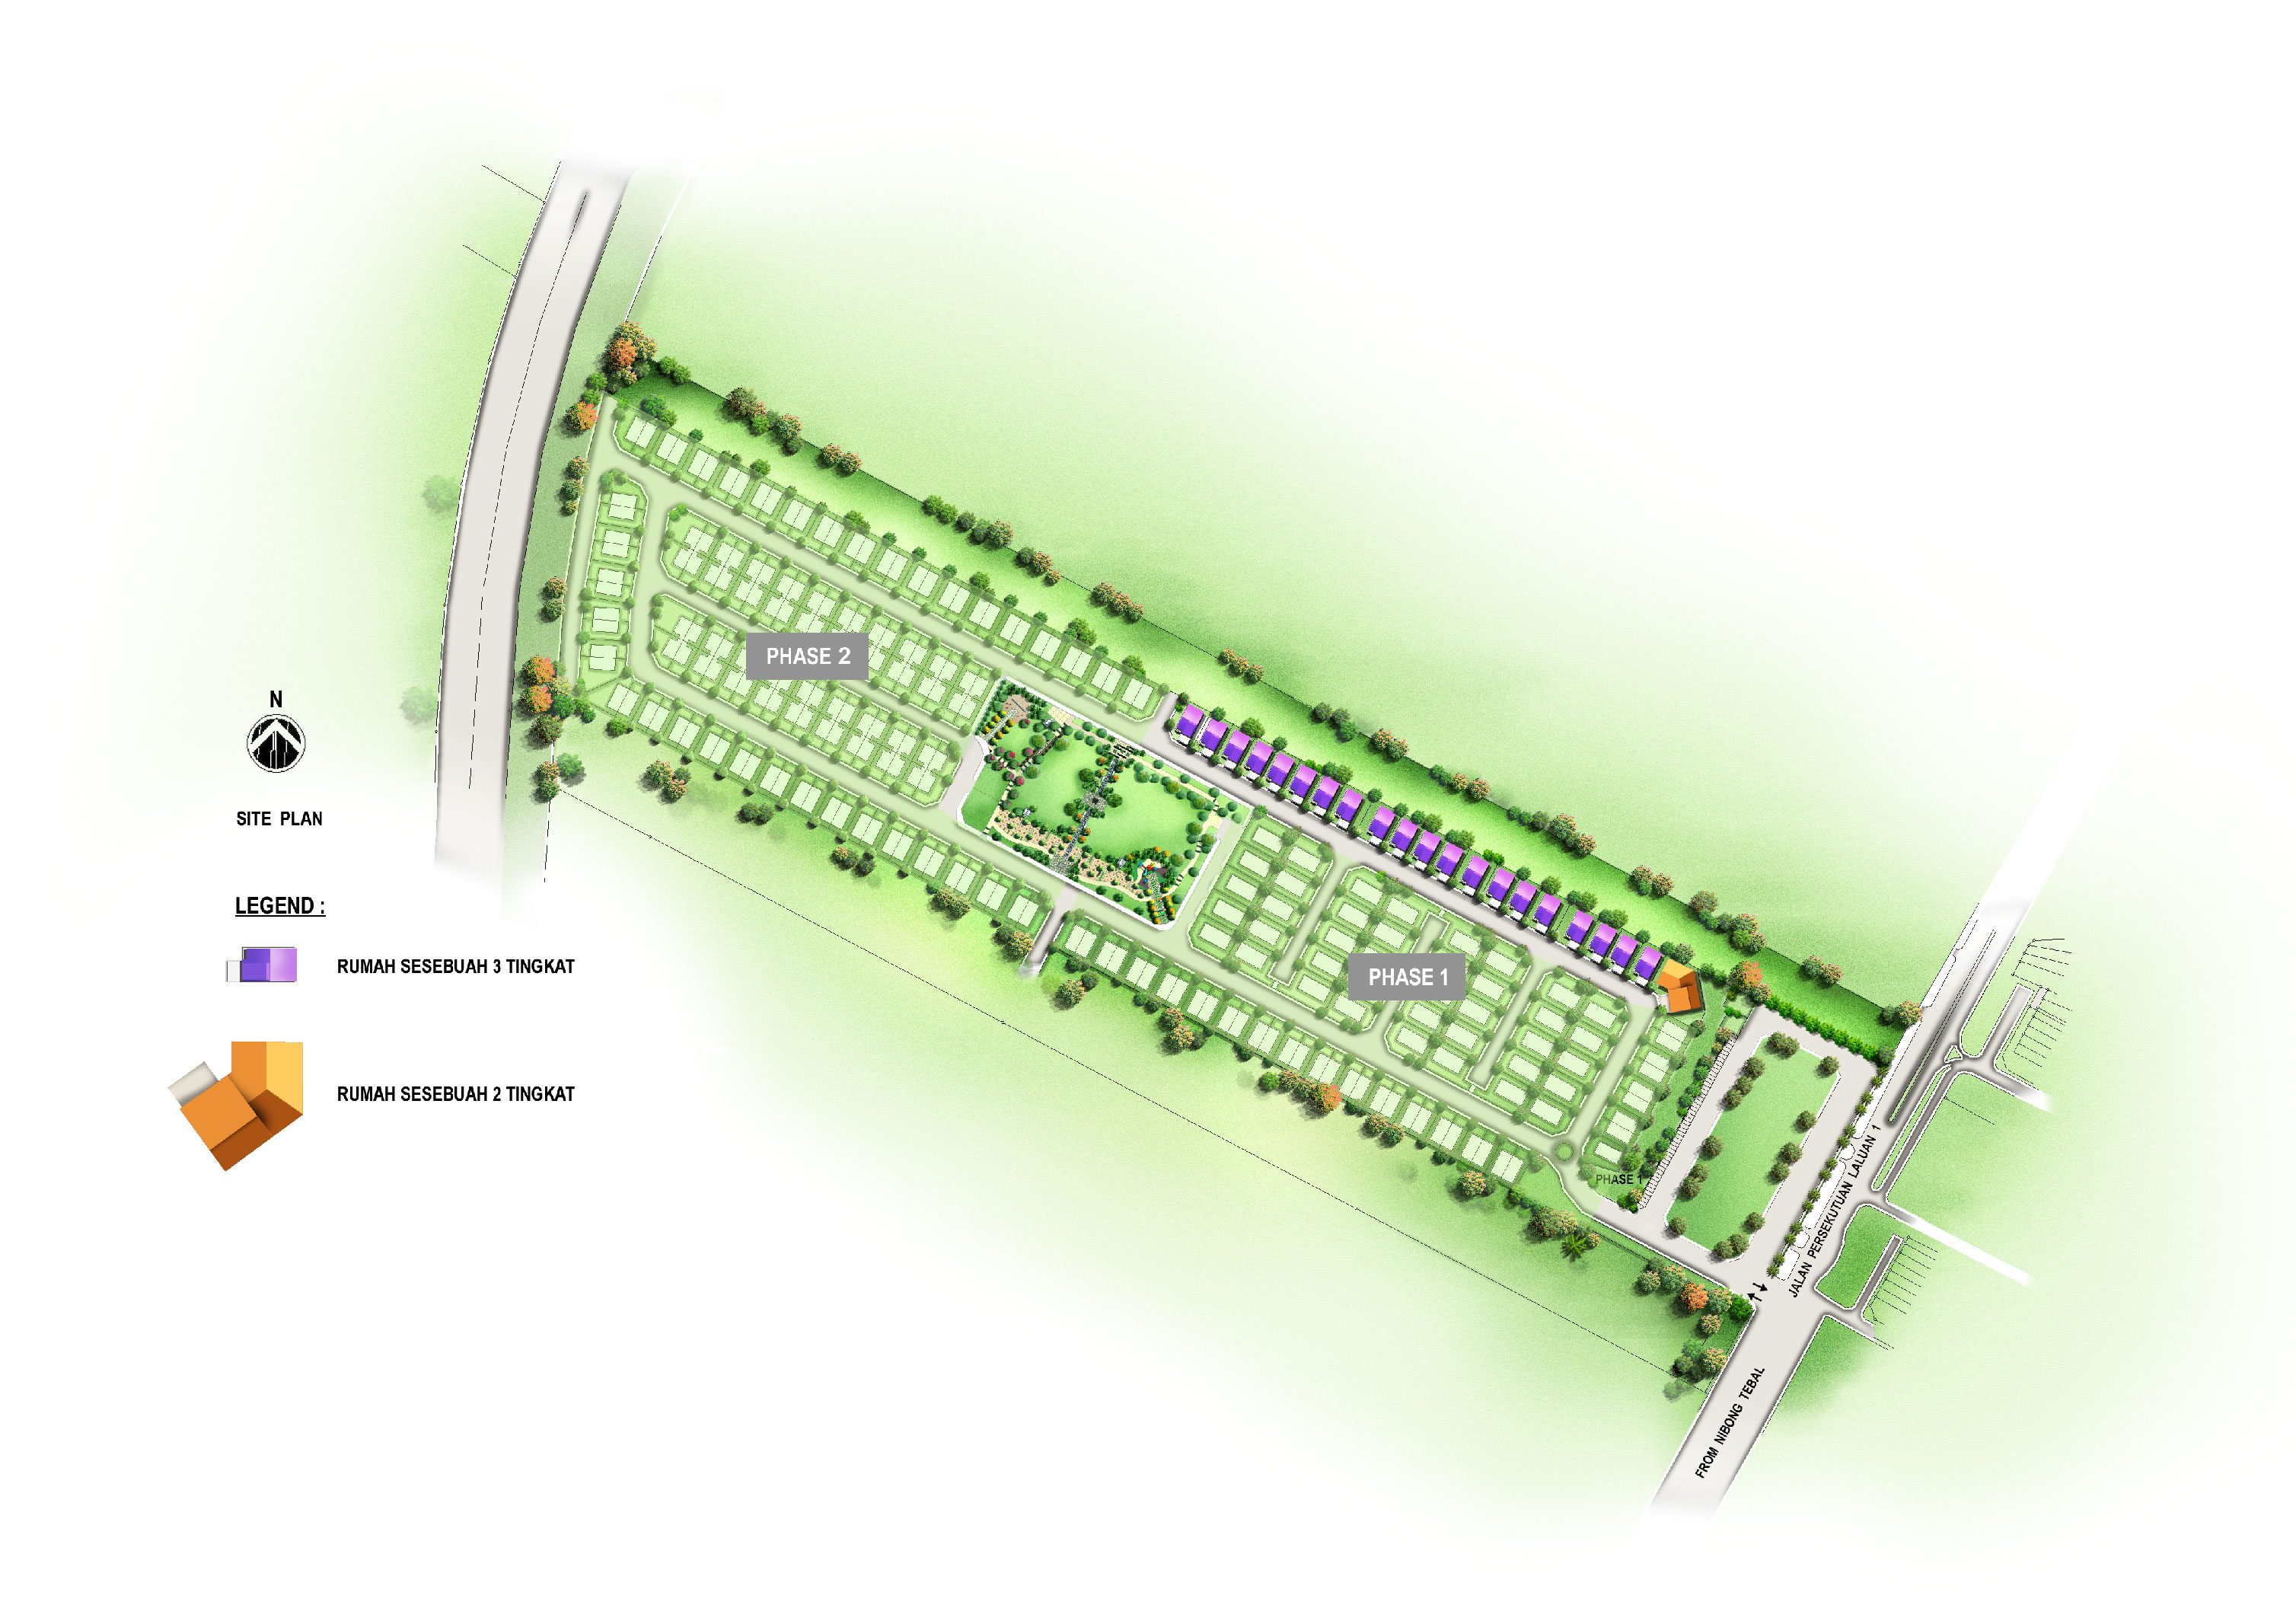 PHASE 2
N
SITE PLAN
LEGEND :
RUMAH SESEBUAH 3 TINGKAT
RUMAH SESEBUAH 2 TINGKAT
PHASE 1
PHASE 1
JALAN PERSEKUTUAN LALUAN 1
FROM NIBONG TEBAL